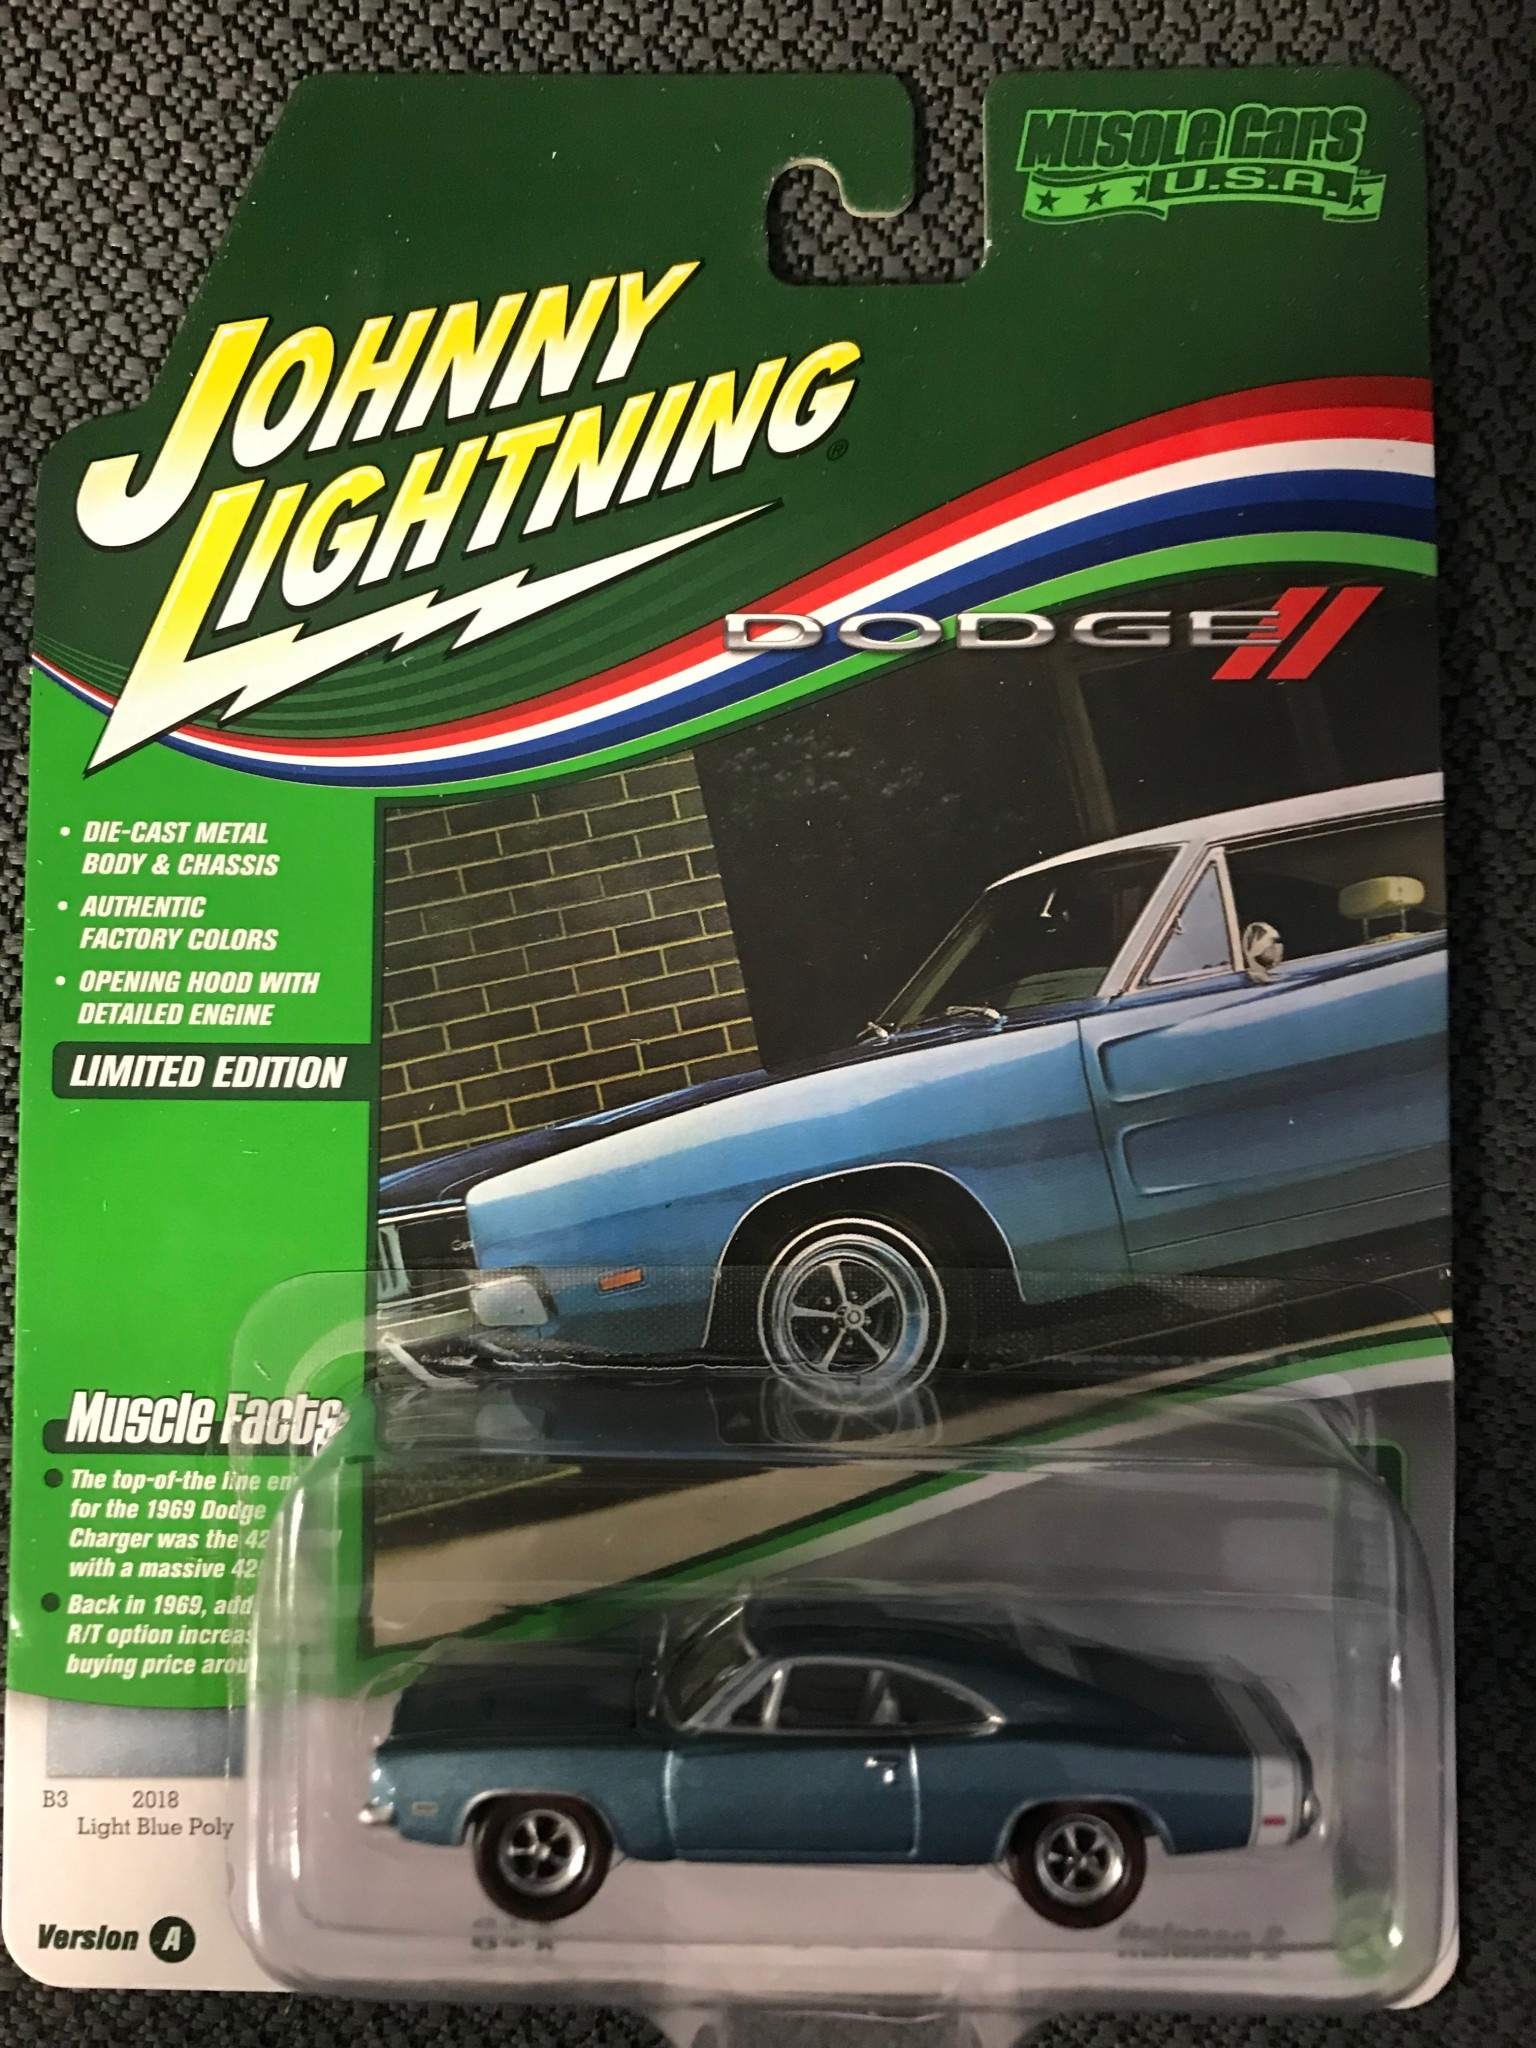 Muscle Cars
U.S.A.
JOHNNY
LIGHTNING®
DODGE
• DIE-CAST METAL
BODY & CHASSIS
• AUTHENTIC
FACTORY COLORS
• OPENING HOOD WITH
DETAILED ENGINE
LIMITED EDITION
Muscle Facts
● The top-of-the line
for the 1969 Dodge
Charger was the
with a massive
● Back in 1969,
R/T option
buying price
B3 2018
Light Blue Poly
Version A
Release